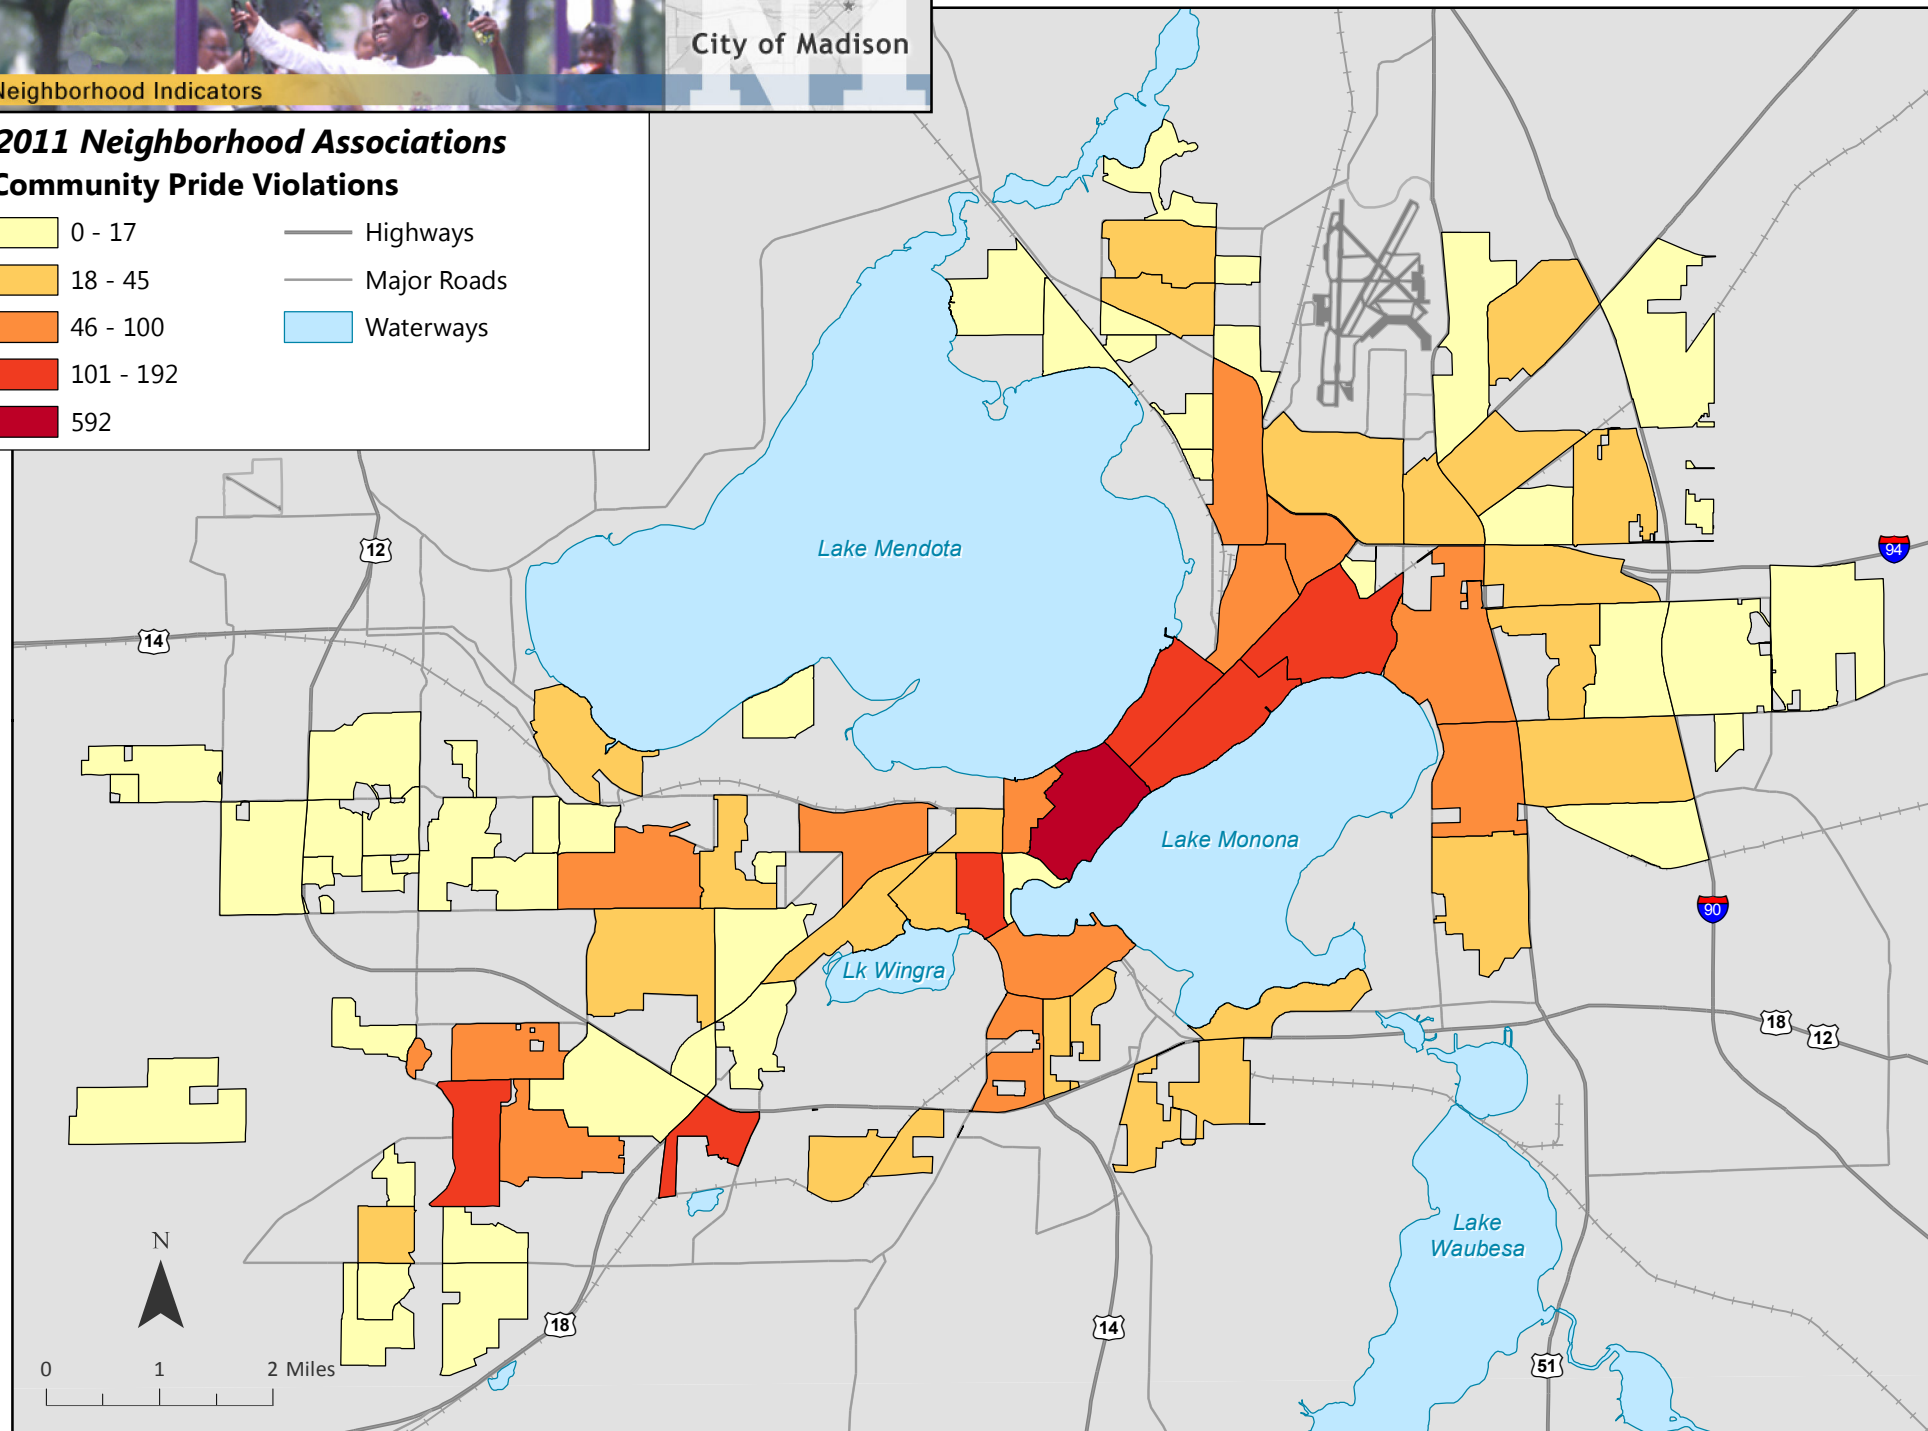 City of Madison
Neighborhood Indicators
2011 Neighborhood Associations
Community Pride Violations
0 - 17
Highways
18 - 45
Major Roads
46 - 100
Waterways
101 - 192
592
12
Lake Mendota
94
14
Lake Monona
90
Lk Wingra
18
12
Lake
Waubesa
N
18
14
51
0 1 2 Miles